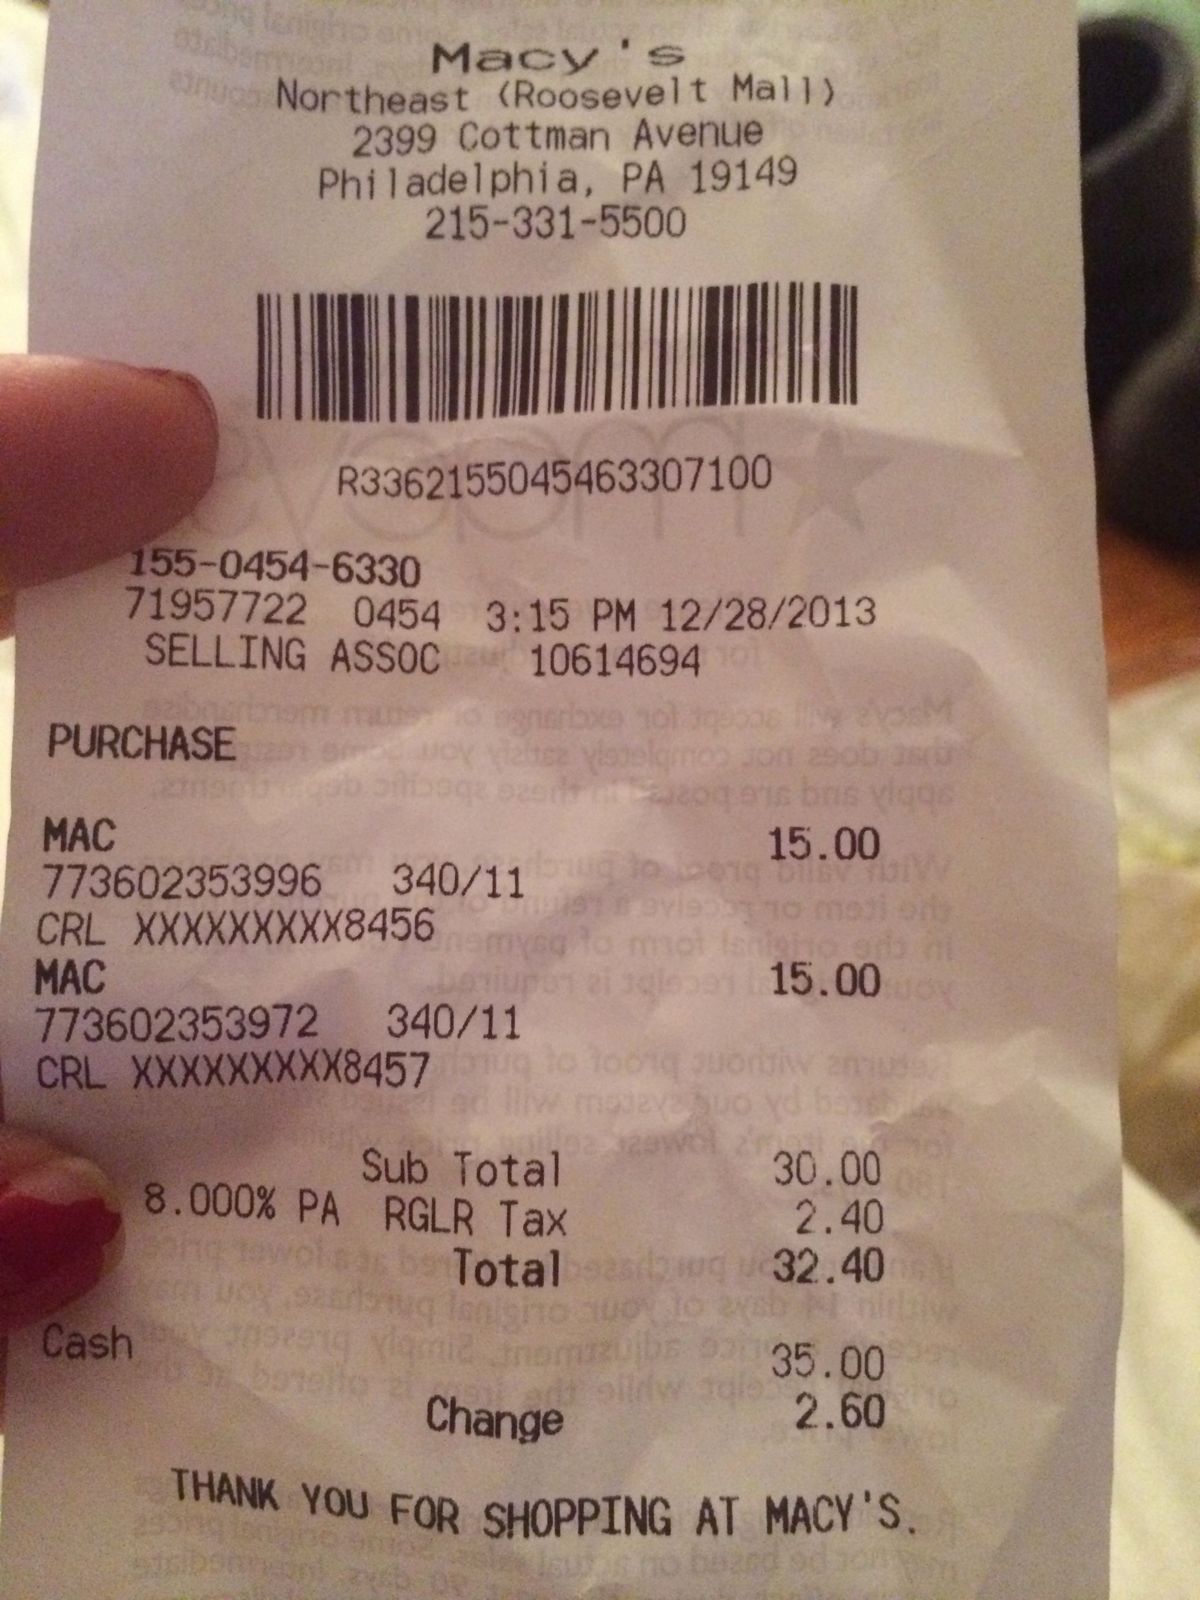 Macy's
Northeast (Roosevelt Mall)
2399 Cottman Avenue
Philadelphia, PA 19149
215-331-5500
R3362155045463307100
155-0454-6330
71957722 0454 3:15 PM 12/28/2013
SELLING ASSOC 10614694
PURCHASE
MAC 15.00
773602353996 340/11
CRL XXXXXXXXX8456
MAC 15.00
773602353972 340/11
CRL XXXXXXXXX8457
Sub Total 30.00
8.000% PA RGLR Tax 2.40
Total 32.40
Cash 35.00
Change 2.60
THANK YOU FOR SHOPPING AT MACY'S.